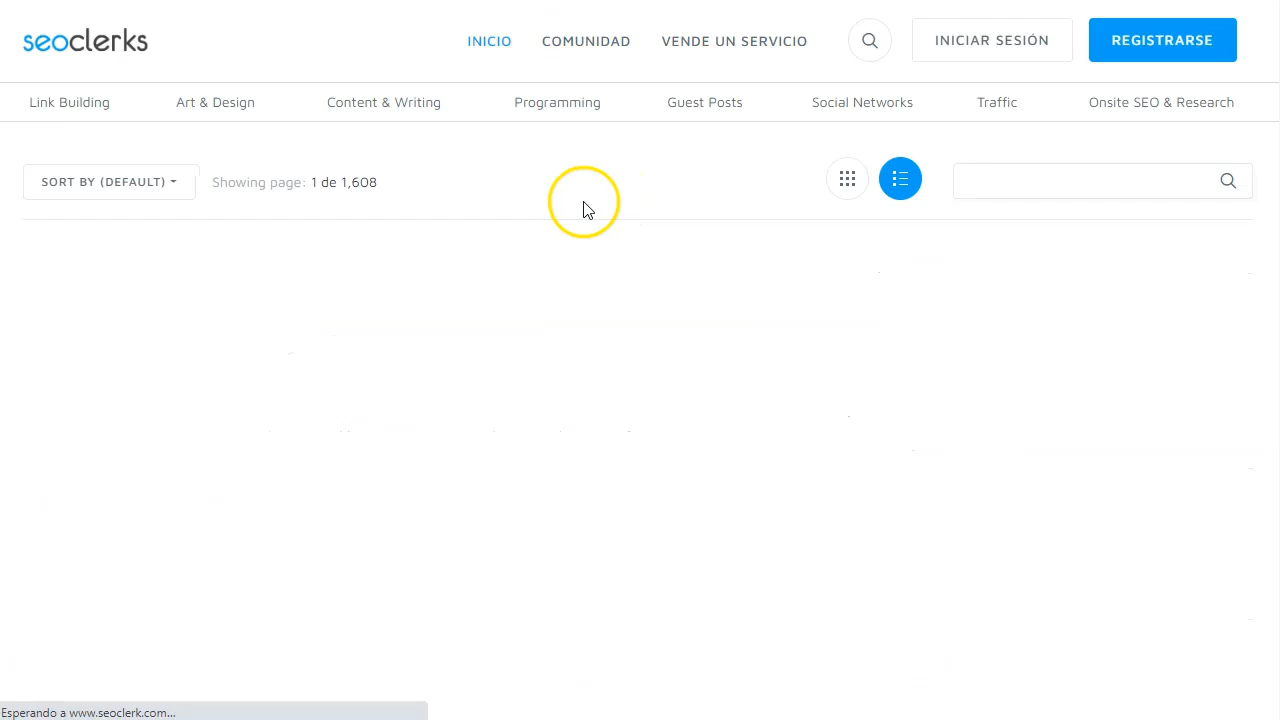 seoclerks
INICIO COMUNIDAD VENDE UN SERVICIO INICIAR SESIÓN REGISTRARSE
Link Building Art & Design Content & Writing Programming Guest Posts Social Networks Traffic Onsite SEO & Research
SORT BY (DEFAULT) Showing page: 1 de 1,608
Esperando a www.seoclerk.com...